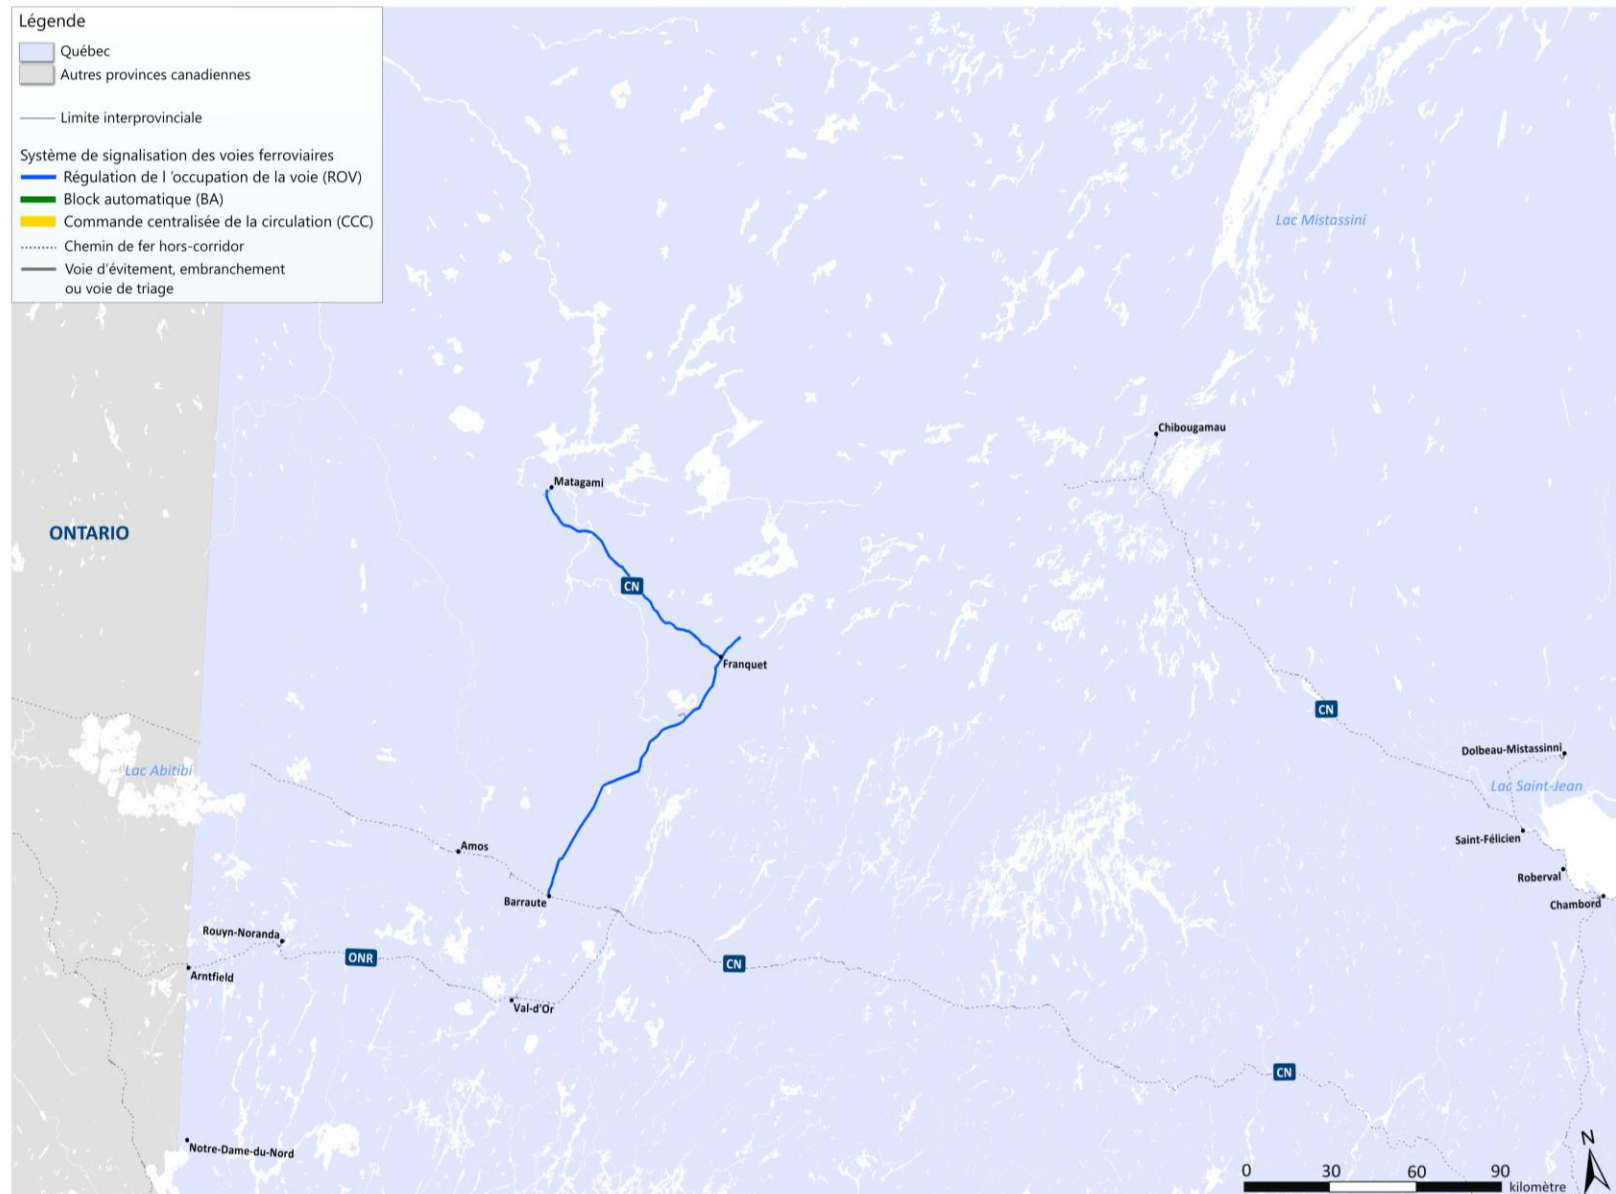 Légende
Québec
Autres provinces canadiennes
Limite interprovinciale
Système de signalisation des voies ferroviaires
Régulation de l 'occupation de la voie (ROV)
Block automatique (BA)
Commande centralisée de la circulation (CCC)
Chemin de fer hors-corridor
Voie d'évitement, embranchement
ou voie de triage
Lac Mistassini
Chibougamau
Matagami
ONTARIO
CN
Franquet
CN
Dolbeau-Mistassinni
Lac Abitibi
Lac Saint-Jean
Saint-Félicien
Amos
Roberval
Barraute
Chambord
Rouyn-Noranda
ONR
CN
Arntfield
Val-d'Or
CN
Notre-Dame-du-Nord
N
0 30 60 90
kilomètre